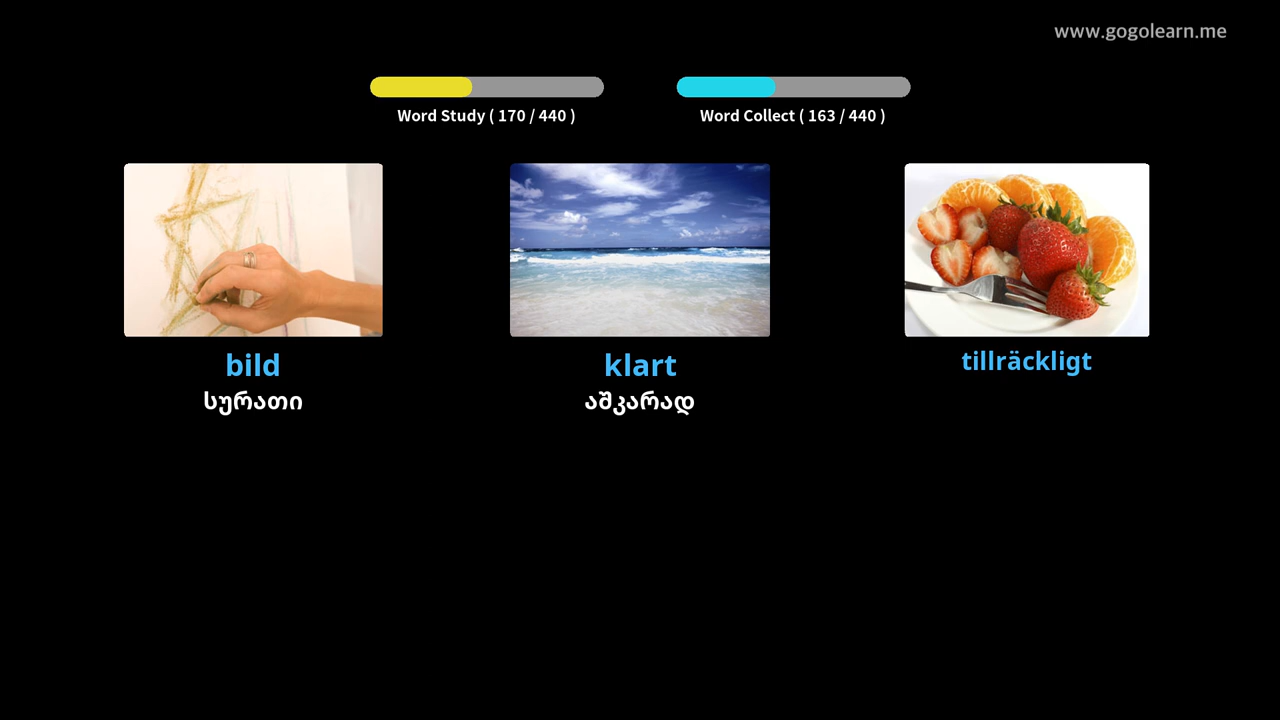 www.gogolearn.me
Word Study ( 170 / 440 )
Word Collect ( 163 / 440 )
bild
სურათი
klart
აშკარად
tillräckligt